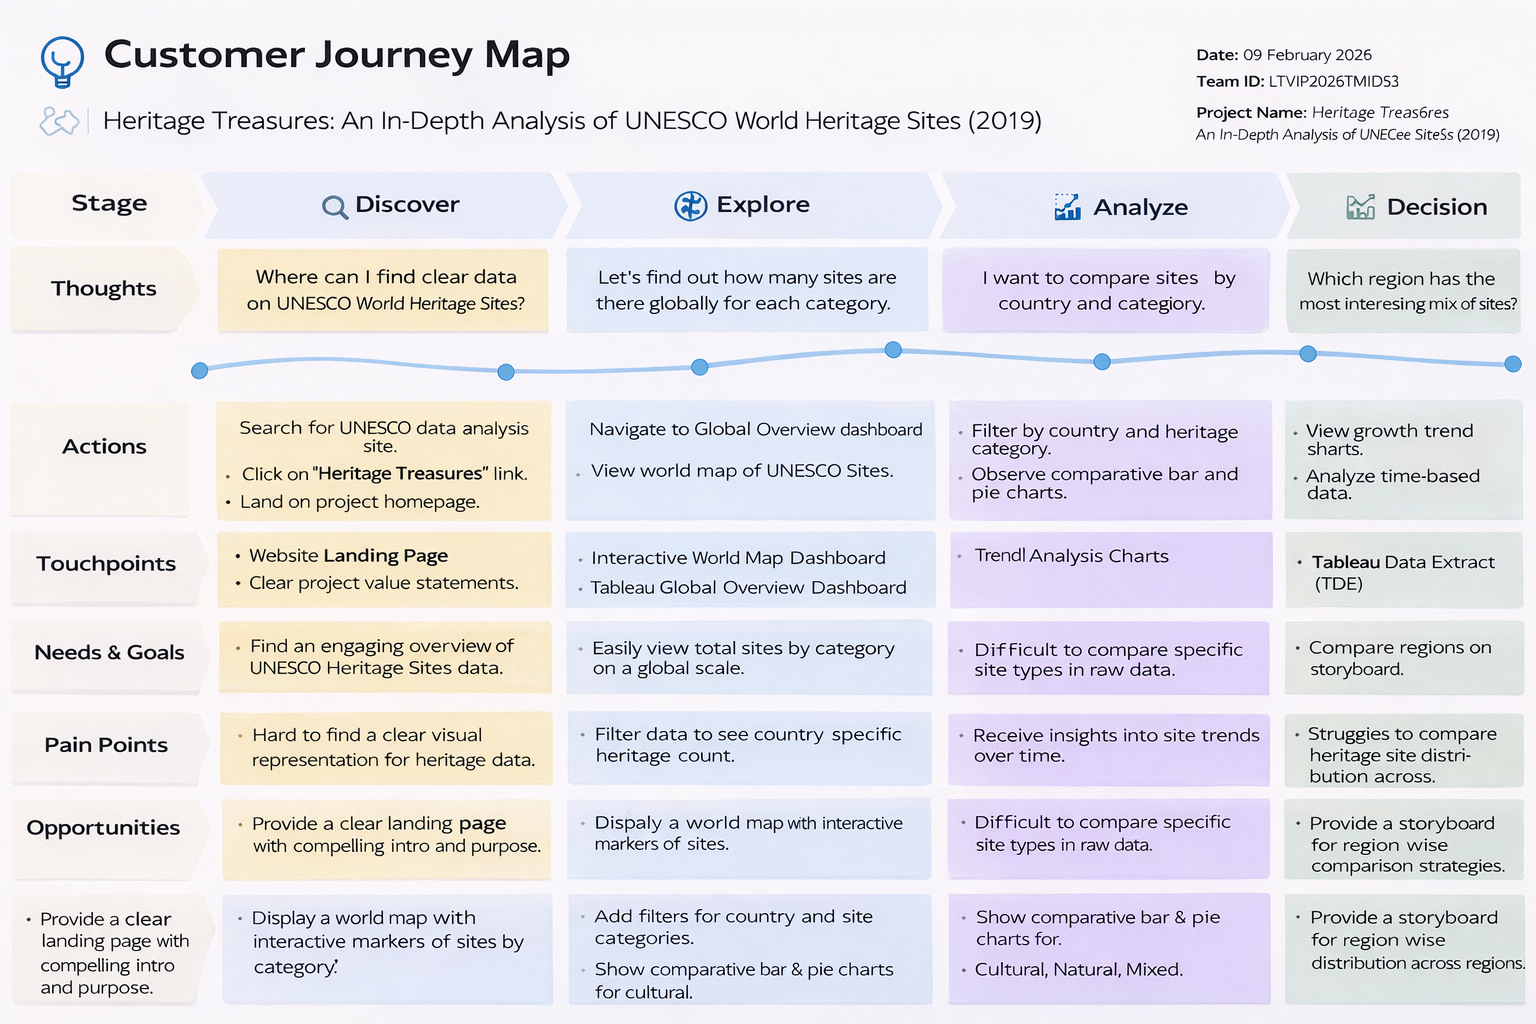 Customer Journey Map
Heritage Treasures: An In-Depth Analysis of UNESCO World Heritage Sites (2019)
Date: 09 February 2026
Team ID: LTVIP2026TMIDS3
Project Name: Heritage Treas6res
An In-Depth Analysis of UNECee SiteSs (2019)
Stage
Discover
Explore
Analyze
Decision
Thoughts
Where can I find clear data
on UNESCO World Heritage Sites?
Let's find out how many sites are
there globally for each category.
I want to compare sites by
country and categiory.
Which region has the
most interesing mix of sites?
Actions
Search for UNESCO data analysis
site.
• Click on "Heritage Treasures" link.
• Land on project homepage.
Navigate to Global Overview dashboard
• View world map of UNESCO Sites.
• Filter by country and heritage
category.
• Observe comparative bar and
pie charts.
• View growth trend
sharts.
• Analyze time-based
data.
Touchpoints
• Website Landing Page
• Clear project value statements.
• Interactive World Map Dashboard
• Tableau Global Overview Dashboard
• Trendl Analysis Charts
• Tableau Data Extract
(TDE)
Needs & Goals
• Find an engaging overview of
UNESCO Heritage Sites data.
• Easily view total sites by category
on a global scale.
• Difficult to compare specific
site types in raw data.
• Compare regions on
storyboard.
Pain Points
• Hard to find a clear visual
representation for heritage data.
• Filter data to see country specific
heritage count.
• Receive insights into site trends
over time.
• Struggies to compare
heritage site distri-
bution across.
Opportunities
• Provide a clear landing page
with compelling intro and purpose.
• Dispaly a world map with interactive
markers of sites.
• Difficult to compare specific
site types in raw data.
• Provide a storyboard
for region wise
comparison strategies.
• Provide a clear
landing page with
compelling intro
and purpose.
• Display a world map with
interactive markers of sites by
category.'
• Add filters for country and site
categories.
• Show comparative bar & pie charts
for cultural.
• Show comparative bar & pie
charts for.
• Cultural, Natural, Mixed.
• Provide a storyboard
for region wise
distribution across regions.